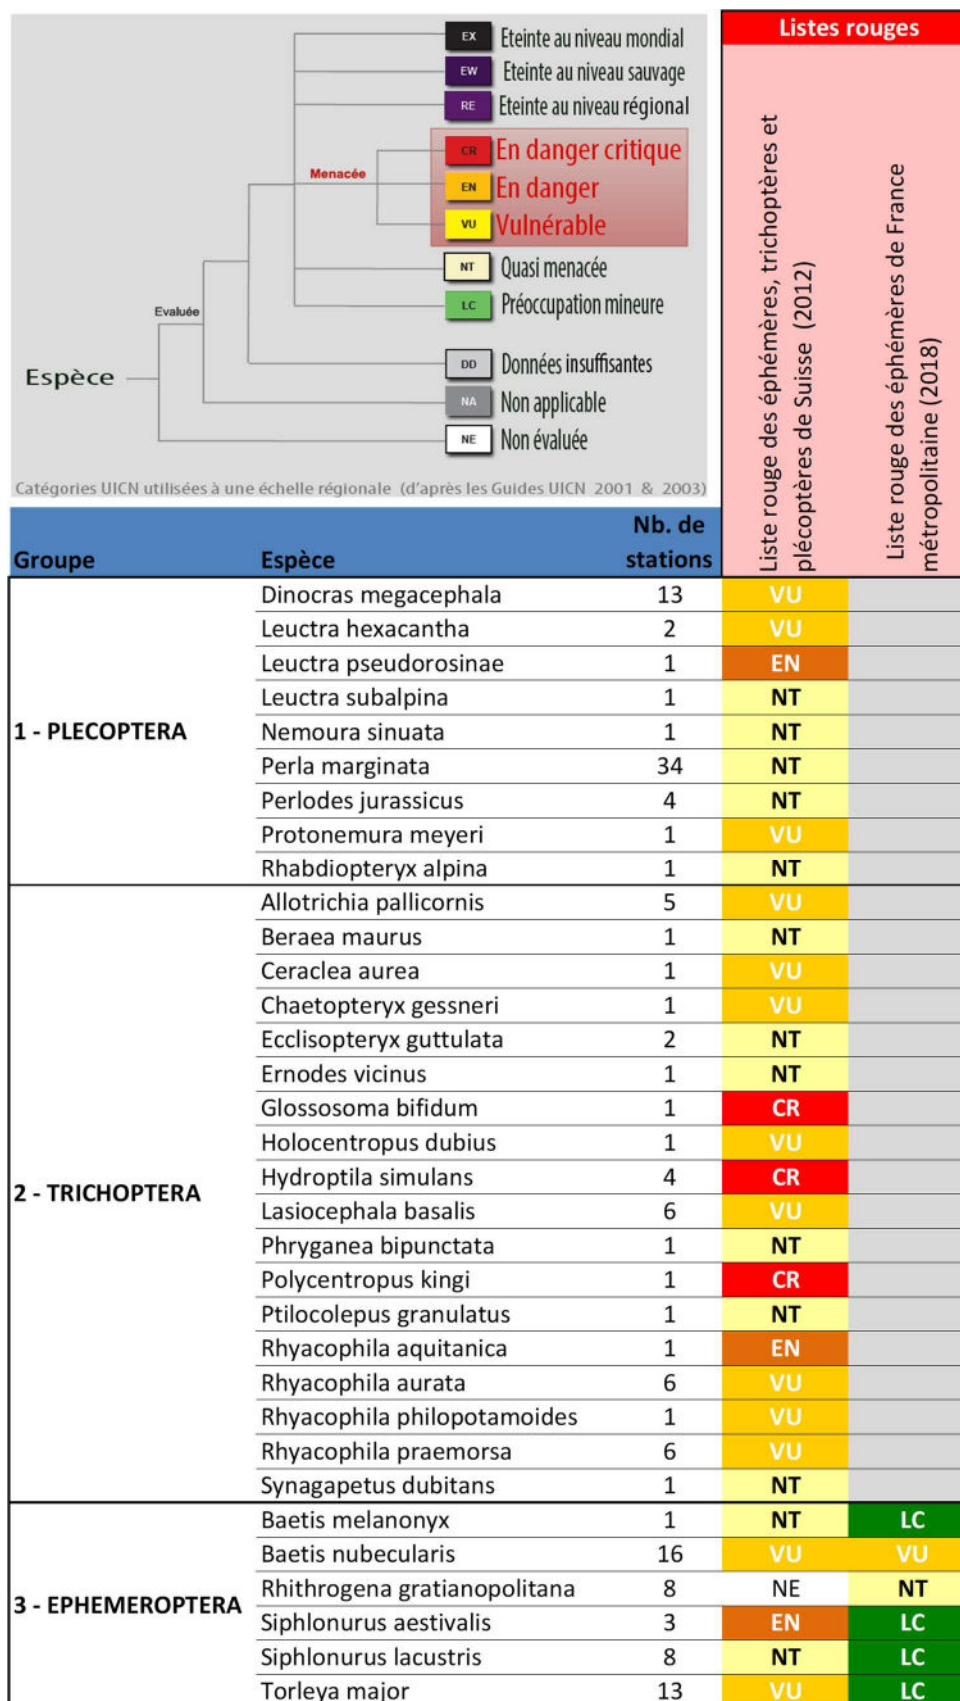 EX Eteinte au niveau mondial
EW Eteinte au niveau sauvage
RE Eteinte au niveau régional
CR En danger critique
Menacée
EN En danger
VU Vulnérable
NT Quasi menacée
LC Préoccupation mineure
Evaluée
DD Données insuffisantes
Espèce
NA Non applicable
NE Non évaluée
Catégories UICN utilisées à une échelle régionale (d'après les Guides UICN 2001 & 2003)
Listes rouges
Liste rouge des éphémères, trichoptères et
plécoptères de Suisse (2012)
Liste rouge des éphémères de France
métropolitaine (2018)
Groupe Espèce Nb. de
stations
1 - PLECOPTERA
Dinocras megacephala 13 VU
Leuctra hexacantha 2 VU
Leuctra pseudorosinae 1 EN
Leuctra subalpina 1 NT
Nemoura sinuata 1 NT
Perla marginata 34 NT
Perlodes jurassicus 4 NT
Protonemura meyeri 1 VU
Rhabdiopteryx alpina 1 NT
2 - TRICHOPTERA
Allotrichia pallicornis 5 VU
Beraea maurus 1 NT
Ceraclea aurea 1 VU
Chaetopteryx gessneri 1 VU
Ecclisopteryx guttulata 2 NT
Ernodes vicinus 1 NT
Glossosoma bifidum 1 CR
Holocentropus dubius 1 VU
Hydroptila simulans 4 CR
Lasiocephala basalis 6 VU
Phryganea bipunctata 1 NT
Polycentropus kingi 1 CR
Ptilocolepus granulatus 1 NT
Rhyacophila aquitanica 1 EN
Rhyacophila aurata 6 VU
Rhyacophila philopotamoides 1 VU
Rhyacophila praemorsa 6 VU
Synagapetus dubitans 1 NT
3 - EPHEMEROPTERA
Baetis melanonyx 1 NT LC
Baetis nubecularis 16 VU VU
Rhithrogena gratianopolitana 8 NE NT
Siphlonurus aestivalis 3 EN LC
Siphlonurus lacustris 8 NT LC
Torleya major 13 VU LC